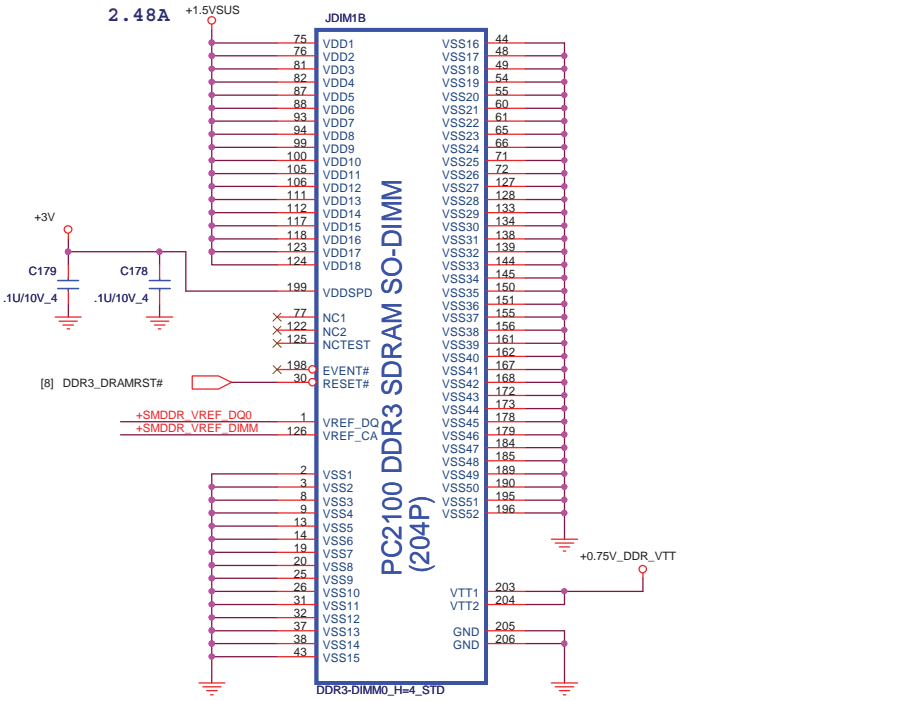 2.48A
+1.5VSUS
JDIM1B
75 VDD1
76 VDD2
81 VDD3
82 VDD4
87 VDD5
88 VDD6
93 VDD7
94 VDD8
99 VDD9
100 VDD10
105 VDD11
106 VDD12
111 VDD13
112 VDD14
117 VDD15
118 VDD16
123 VDD17
124 VDD18
+3V
C179
.1U/10V_4
C178
.1U/10V_4
199 VDDSPD
77 NC1
122 NC2
125 NCTEST
198 EVENT#
[8] DDR3_DRAMRST# 30 RESET#
+SMDDR_VREF_DQ0 1 VREF_DQ
+SMDDR_VREF_DIMM 126 VREF_CA
2 VSS1
3 VSS2
8 VSS3
9 VSS4
13 VSS5
14 VSS6
19 VSS7
20 VSS8
25 VSS9
26 VSS10
31 VSS11
32 VSS12
37 VSS13
38 VSS14
43 VSS15
PC2100 DDR3 SDRAM SO-DIMM
(204P)
VSS16 44
VSS17 48
VSS18 49
VSS19 54
VSS20 55
VSS21 60
VSS22 61
VSS23 65
VSS24 66
VSS25 71
VSS26 72
VSS27 127
VSS28 128
VSS29 133
VSS30 134
VSS31 138
VSS32 139
VSS33 144
VSS34 145
VSS35 150
VSS36 151
VSS37 155
VSS38 156
VSS39 161
VSS40 162
VSS41 167
VSS42 168
VSS43 172
VSS44 173
VSS45 178
VSS46 179
VSS47 184
VSS48 185
VSS49 189
VSS50 190
VSS51 195
VSS52 196
+0.75V_DDR_VTT
VTT1 203
VTT2 204
GND 205
GND 206
DDR3-DIMM0_H=4_STD